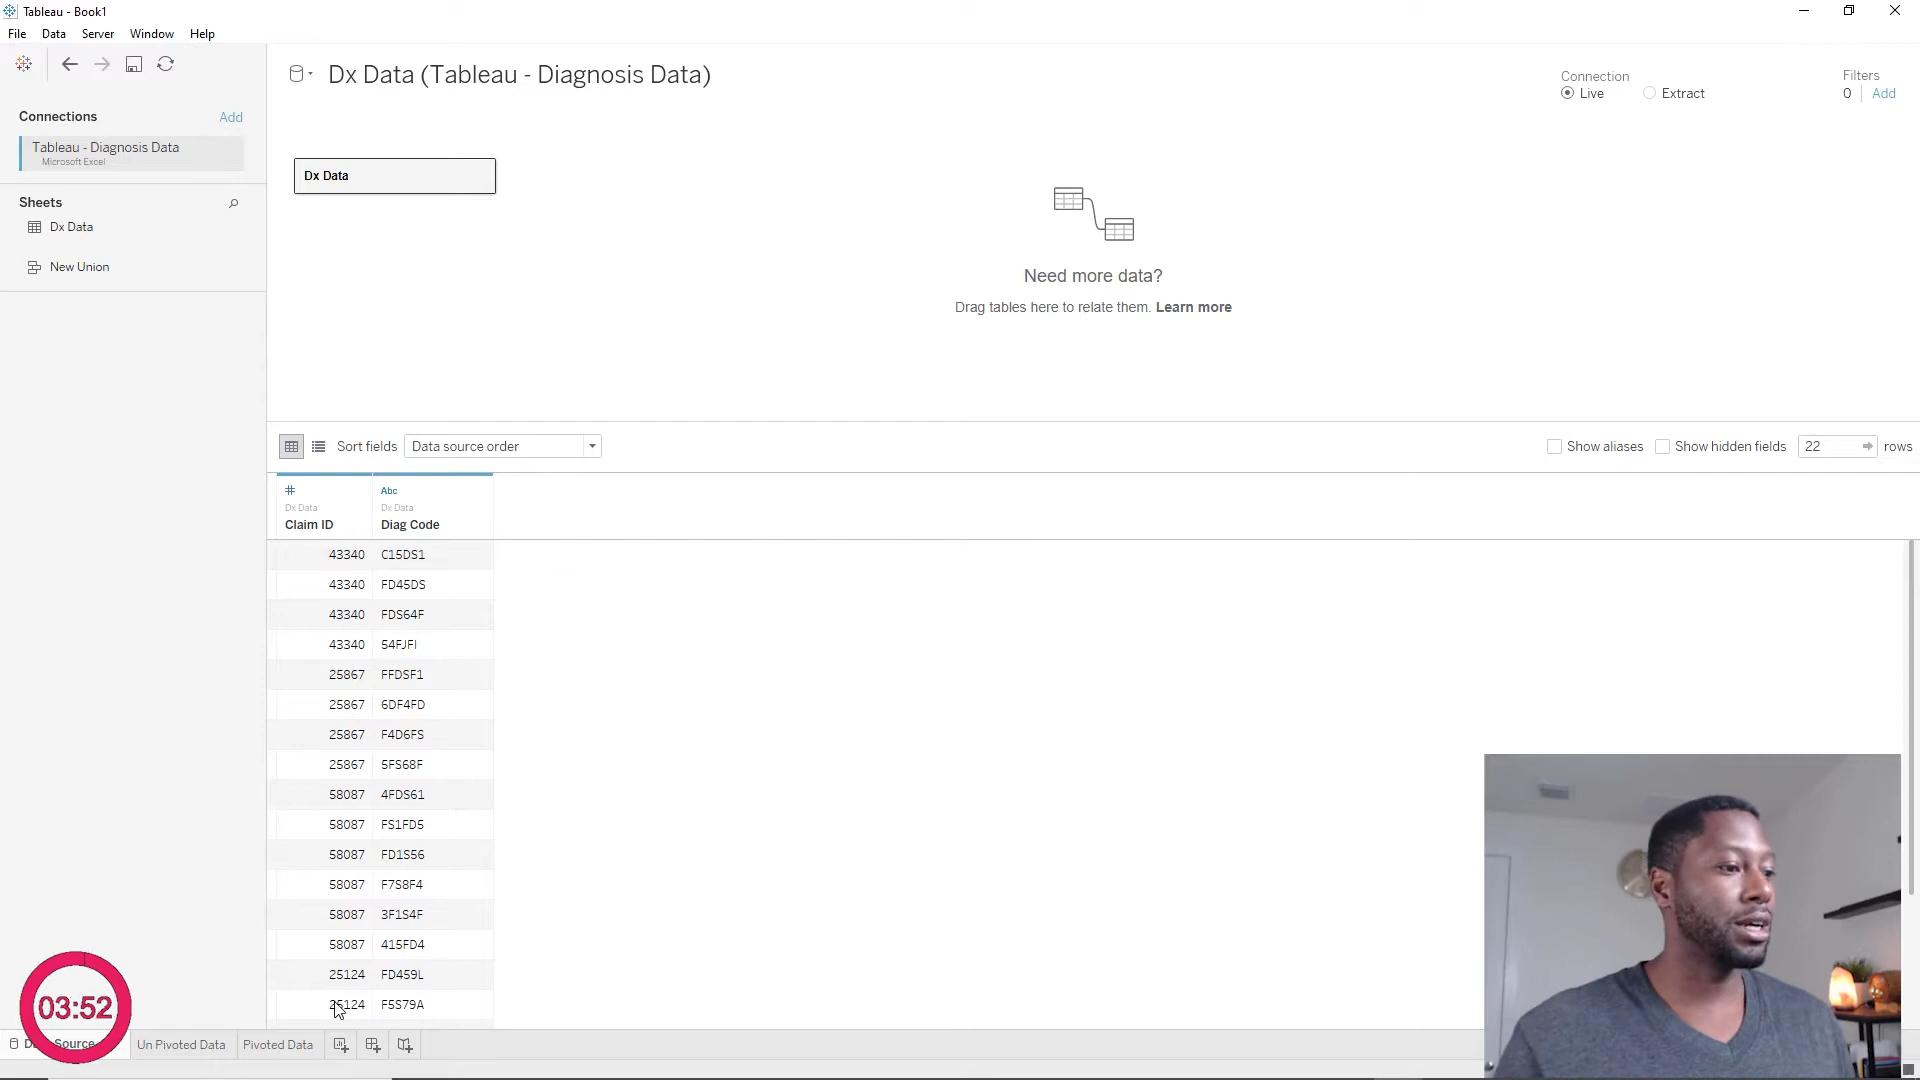 Tableau - Book1
File Data Server Window Help
Dx Data (Tableau - Diagnosis Data)
Connection
Live Extract
Filters
0 Add
Connections Add
Tableau - Diagnosis Data
Microsoft Excel
Sheets
Dx Data
New Union
Dx Data
Need more data?
Drag tables here to relate them. Learn more
Sort fields Data source order
Show aliases Show hidden fields 22 rows
# Abc
Dx Data Dx Data
Claim ID Diag Code
43340 C15DS1
43340 FD45DS
43340 FDS64F
43340 54FJFI
25867 FFDSF1
25867 6DF4FD
25867 F4D6FS
25867 5FS68F
58087 4FDS61
58087 FS1FD5
58087 FD1S56
58087 F7S8F4
58087 3F1S4F
58087 415FD4
25124 FD459L
25124 F5S79A
03:52
Source Un Pivoted Data Pivoted Data